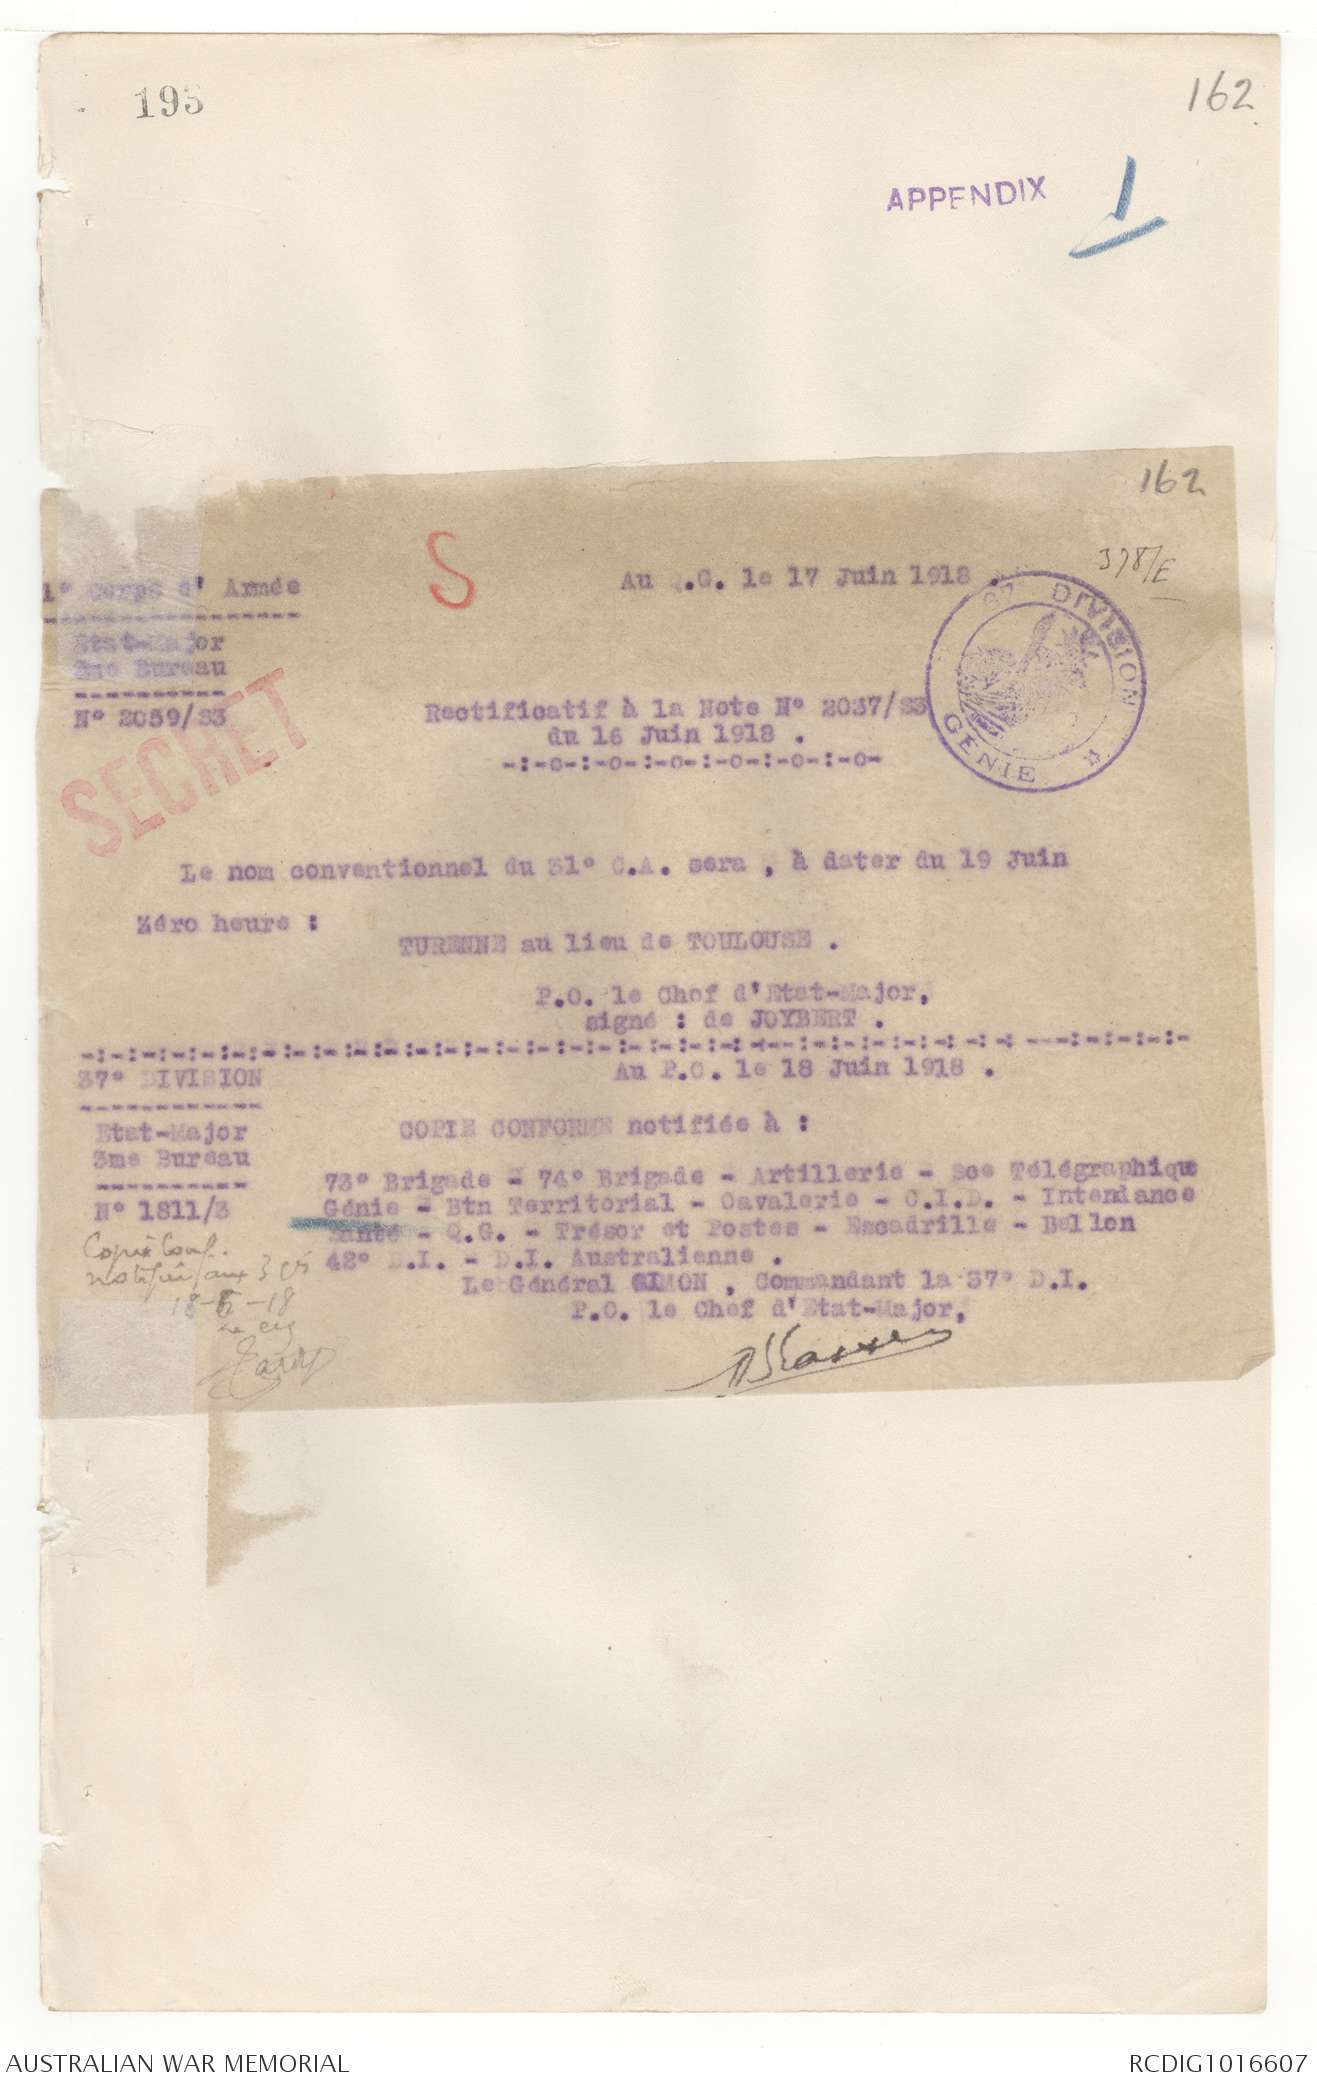 193
162
APPENDIX 1
162
378/E
S
1° Corps d' Armée
Au Q.G. le 17 Juin 1918 .
Etat-Major
3me Bureau
N° 2059/S3
SECRET
37 DIVISION
GENIE
Rectificatif à la Note N° 2037/S3
du 16 Juin 1918 .
-:-o-:-o-:-o-:-o-:-o-:-o-
Le nom conventionnel du 31° C.A. sera , à dater du 19 Juin
Zéro heure :
TURENNE au lieu de TOULOUSE .
P.O. le Chef d'Etat-Major,
signé : de JOYBERT .
37° DIVISION
Au P.C. le 18 Juin 1918 .
Etat-Major
3me Bureau
N° 1811/3
COPIE CONFORME notifiée à :
73° Brigade - 74° Brigade - Artillerie - Sce Télégraphique
Génie - Btn Territorial - Cavalerie - C.I.D. - Intendance
Santé - Q.G. - Trésor et Postes - Escadrille - Ballon
42° D.I. - D.I. Australienne .
Le Général SIMON , Commandant la 37° D.I.
P.O. le Chef d'Etat-Major,
Copie Conf.
aux 3
18-6-18
AUSTRALIAN WAR MEMORIAL
RCDIG1016607